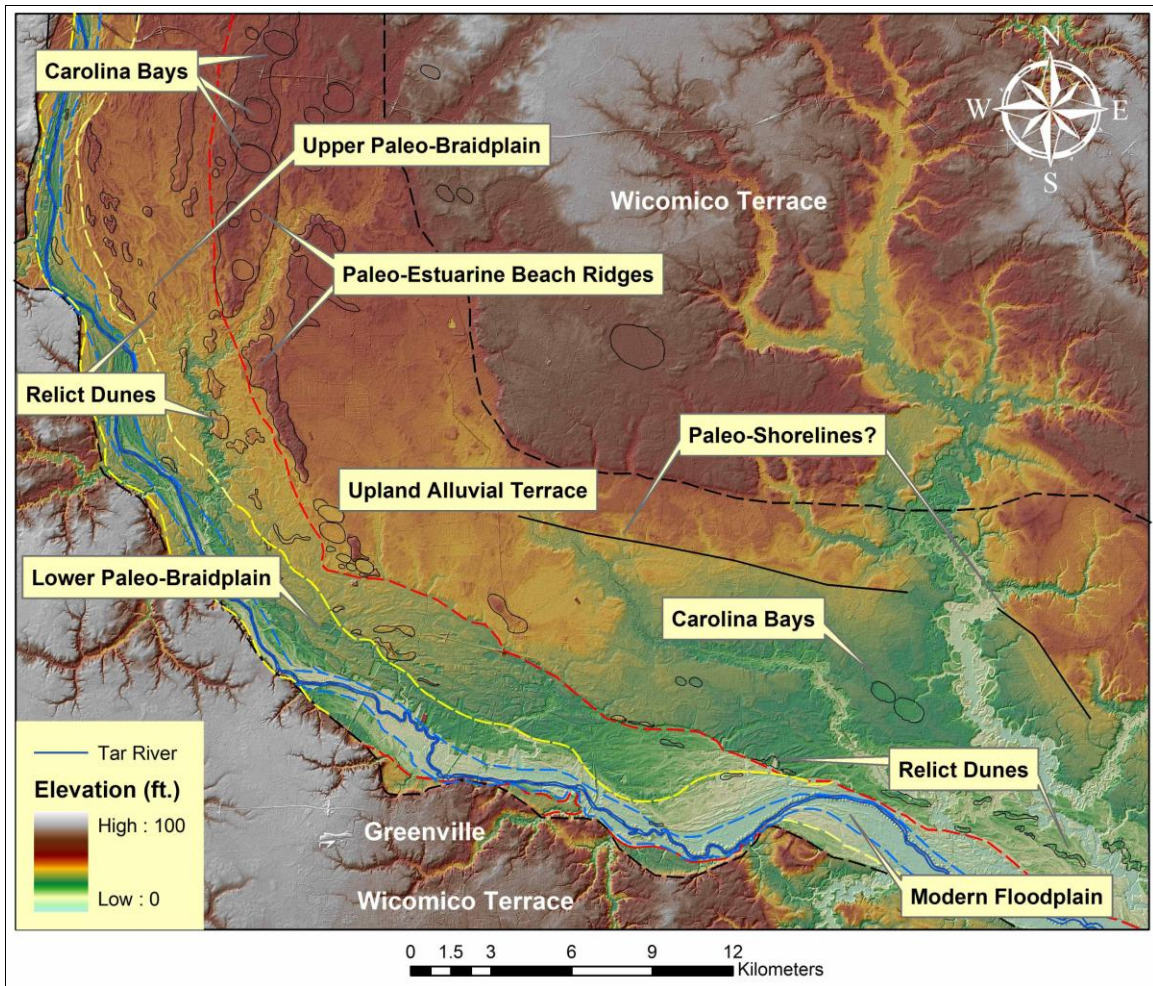 Carolina Bays
N
W E
S
Upper Paleo-Braidplain
Wicomico Terrace
Paleo-Estuarine Beach Ridges
Relict Dunes
Paleo-Shorelines?
Upland Alluvial Terrace
Lower Paleo-Braidplain
Carolina Bays
Tar River
Elevation (ft.)
High : 100
Low : 0
Relict Dunes
Greenville
Modern Floodplain
Wicomico Terrace
0 1.5 3 6 9 12
Kilometers